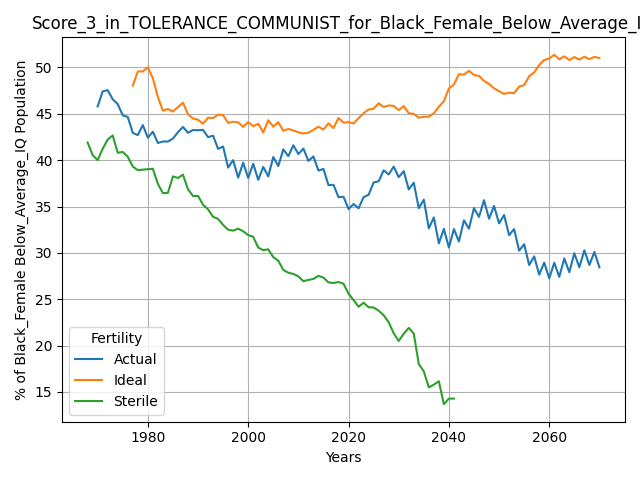 Score_3_in_TOLERANCE_COMMUNIST_for_Black_Female_Below_Average_I
% of Black_Female Below_Average_IQ Population
50
45
40
35
30
25
20
15
Fertility
Actual
Ideal
Sterile
1980
2000
2020
2040
2060
Years